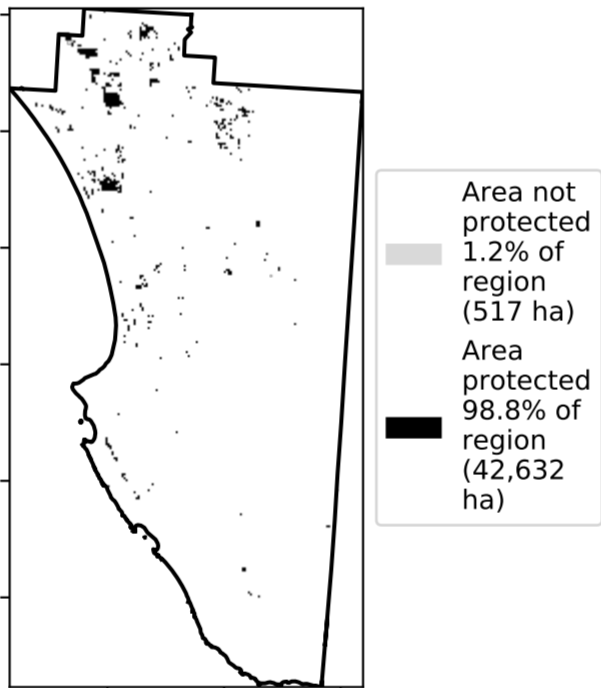 Area not
protected
1.2% of
region
(517 ha)
Area
protected
98.8% of
region
(42,632
ha)